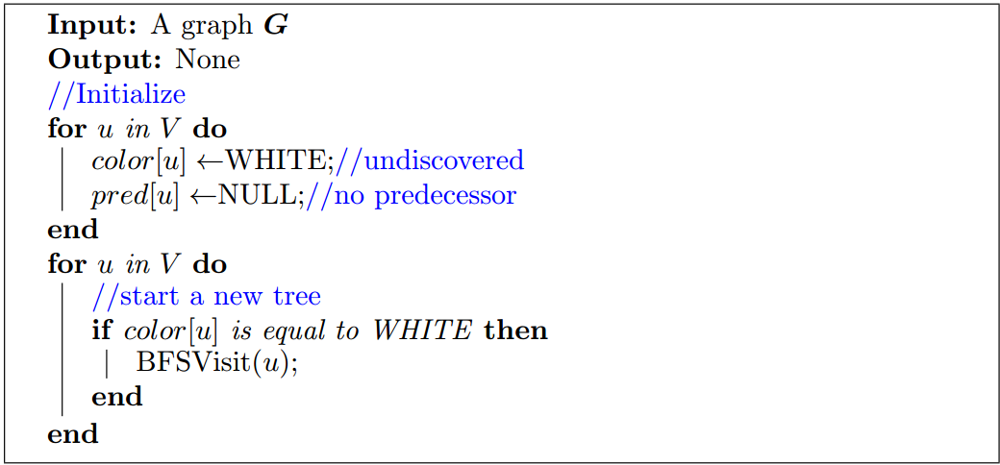 Input: A graph G
Output: None
//Initialize
for u in V do
color[u] ←WHITE;//undiscovered
pred[u] ←NULL;//no predecessor
end
for u in V do
//start a new tree
if color[u] is equal to WHITE then
BFSVisit(u);
end
end